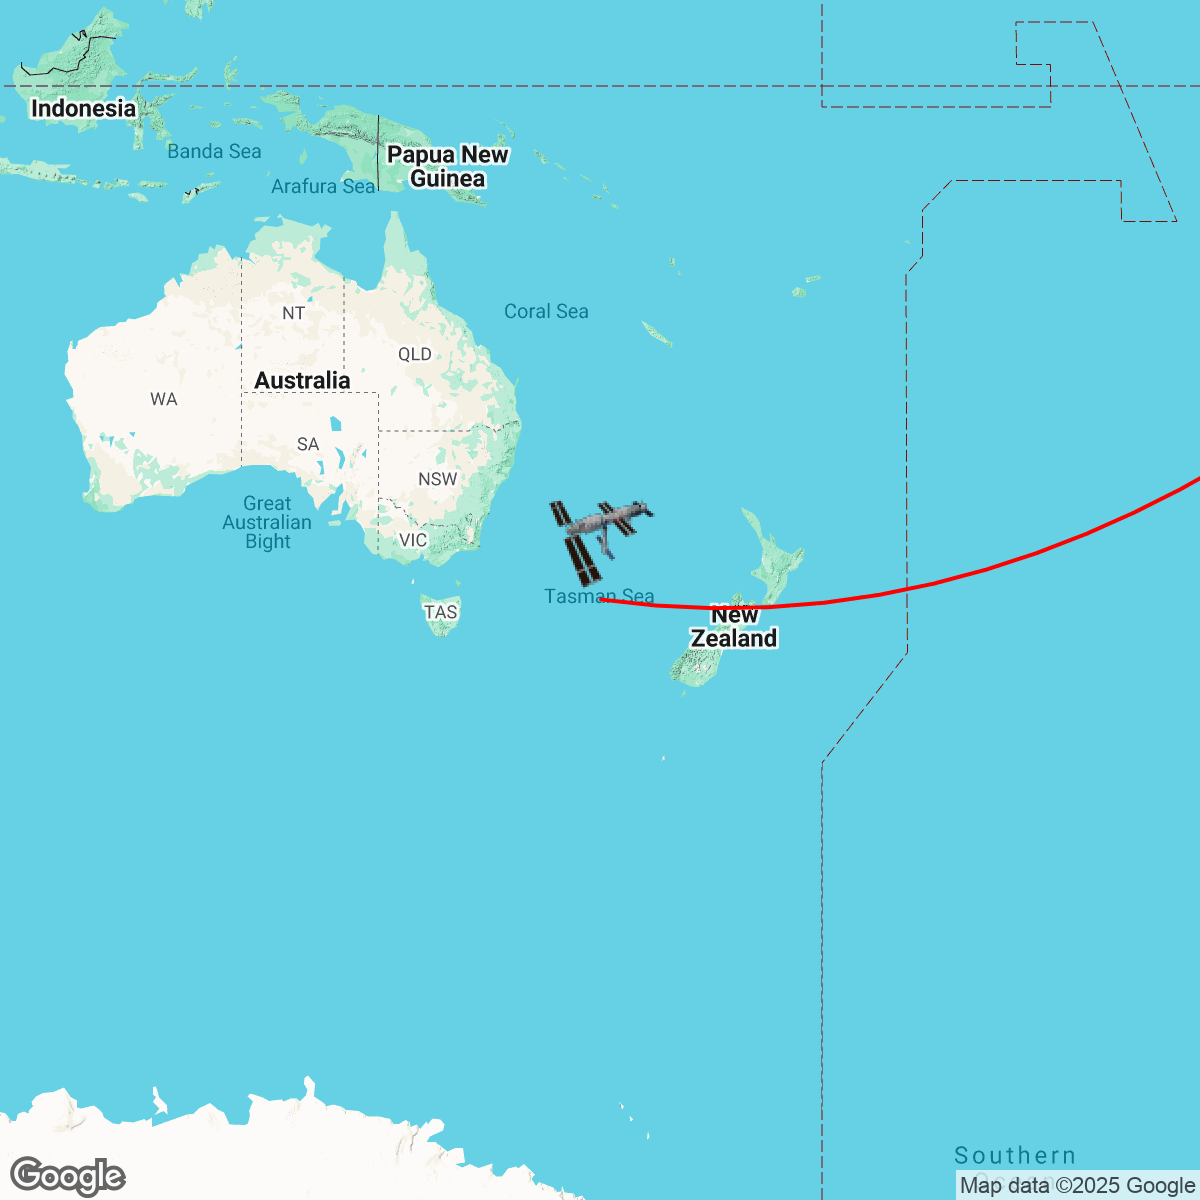 Indonesia
Banda Sea
Papua New
Guinea
Arafura Sea
NT
Coral Sea
QLD
Australia
WA
SA
NSW
Great
Australian
Bight
VIC
Tasman Sea
TAS
New
Zealand
Southern
Google
Map data ©2025 Google